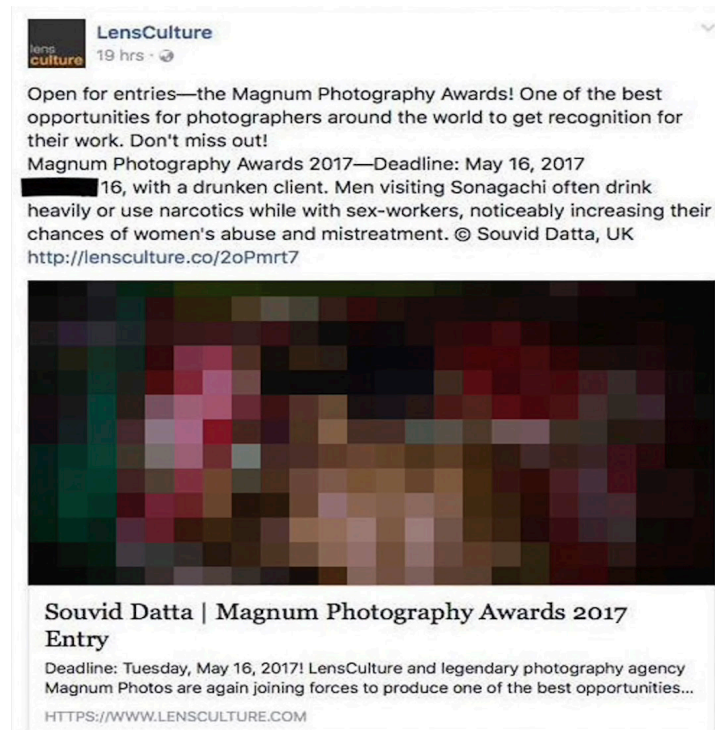 LensCulture
lens
culture
19 hrs ·
Open for entries—the Magnum Photography Awards! One of the best
opportunities for photographers around the world to get recognition for
their work. Don't miss out!
Magnum Photography Awards 2017—Deadline: May 16, 2017
16, with a drunken client. Men visiting Sonagachi often drink
heavily or use narcotics while with sex-workers, noticeably increasing their
chances of women's abuse and mistreatment. © Souvid Datta, UK
http://lensculture.co/2oPmrt7
Souvid Datta | Magnum Photography Awards 2017
Entry
Deadline: Tuesday, May 16, 2017! LensCulture and legendary photography agency
Magnum Photos are again joining forces to produce one of the best opportunities...
HTTPS://WWW.LENSCULTURE.COM